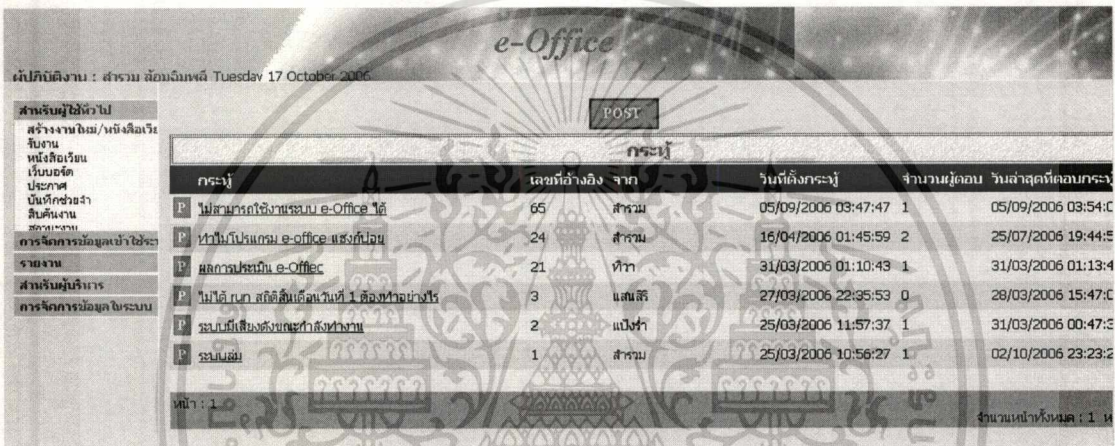 e-Office
ผู้ปฏิบัติงาน : สำรวม ล้อมฉิมพลี Tuesday 17 October 2006
POST
สำหรับผู้ใช้ทั่วไป
สร้างงานใหม่/หนังสือเวีย
รับงาน
หนังสือเวียน
เว็บบอร์ด
ประกาศ
บันทึกช่วยจำ
สืบค้นงาน
การจัดการข้อมูลเข้าใช้ระ
รายงาน
สำหรับผู้บริหาร
การจัดการข้อมูลในระบบ
กระทู้
กระทู้ เลขที่อ้างอิง จาก วันที่ตั้งกระทู้ จำนวนผู้ตอบ วันล่าสุดที่ตอบกระทู้
P ไม่สามารถใช้งานระบบ e-Office ได้ 65 สำรวม 05/09/2006 03:47:47 1 05/09/2006 03:54:0
P ทำไมโปรแกรม e-office แฮงก์บ่อย 24 สำรวม 16/04/2006 01:45:59 2 25/07/2006 19:44:5
P ผลการประเมิน e-Offiec 21 ทิวา 31/03/2006 01:10:43 1 31/03/2006 01:13:4
P ไม่ได้ run สถิติสิ้นเดือนวันที่ 1 ต้องทำอย่างไร 3 แสนสิริ 27/03/2006 22:35:53 0 28/03/2006 15:47:0
P ระบบมีเสียงดังขณะกำลังทำงาน 2 แป้งร่ำ 25/03/2006 11:57:37 1 31/03/2006 00:47:3
P ระบบล่ม 1 สำรวม 25/03/2006 10:56:27 1 02/10/2006 23:23:2
หน้า : 1
จำนวนหน้าทั้งหมด : 1 ห